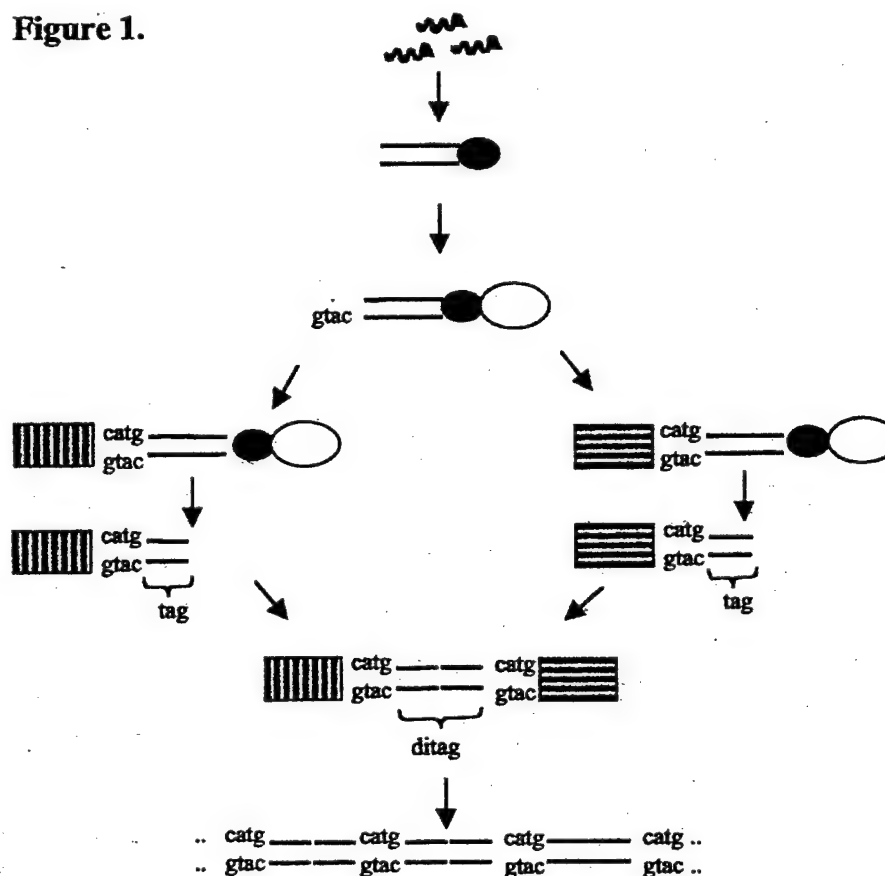 Figure 1.
gtac
catg catg
gtac gtac
catg catg
gtac gtac
tag tag
catg catg
gtac gtac
ditag
.. catg catg catg catg ..
.. gtac gtac gtac gtac ..